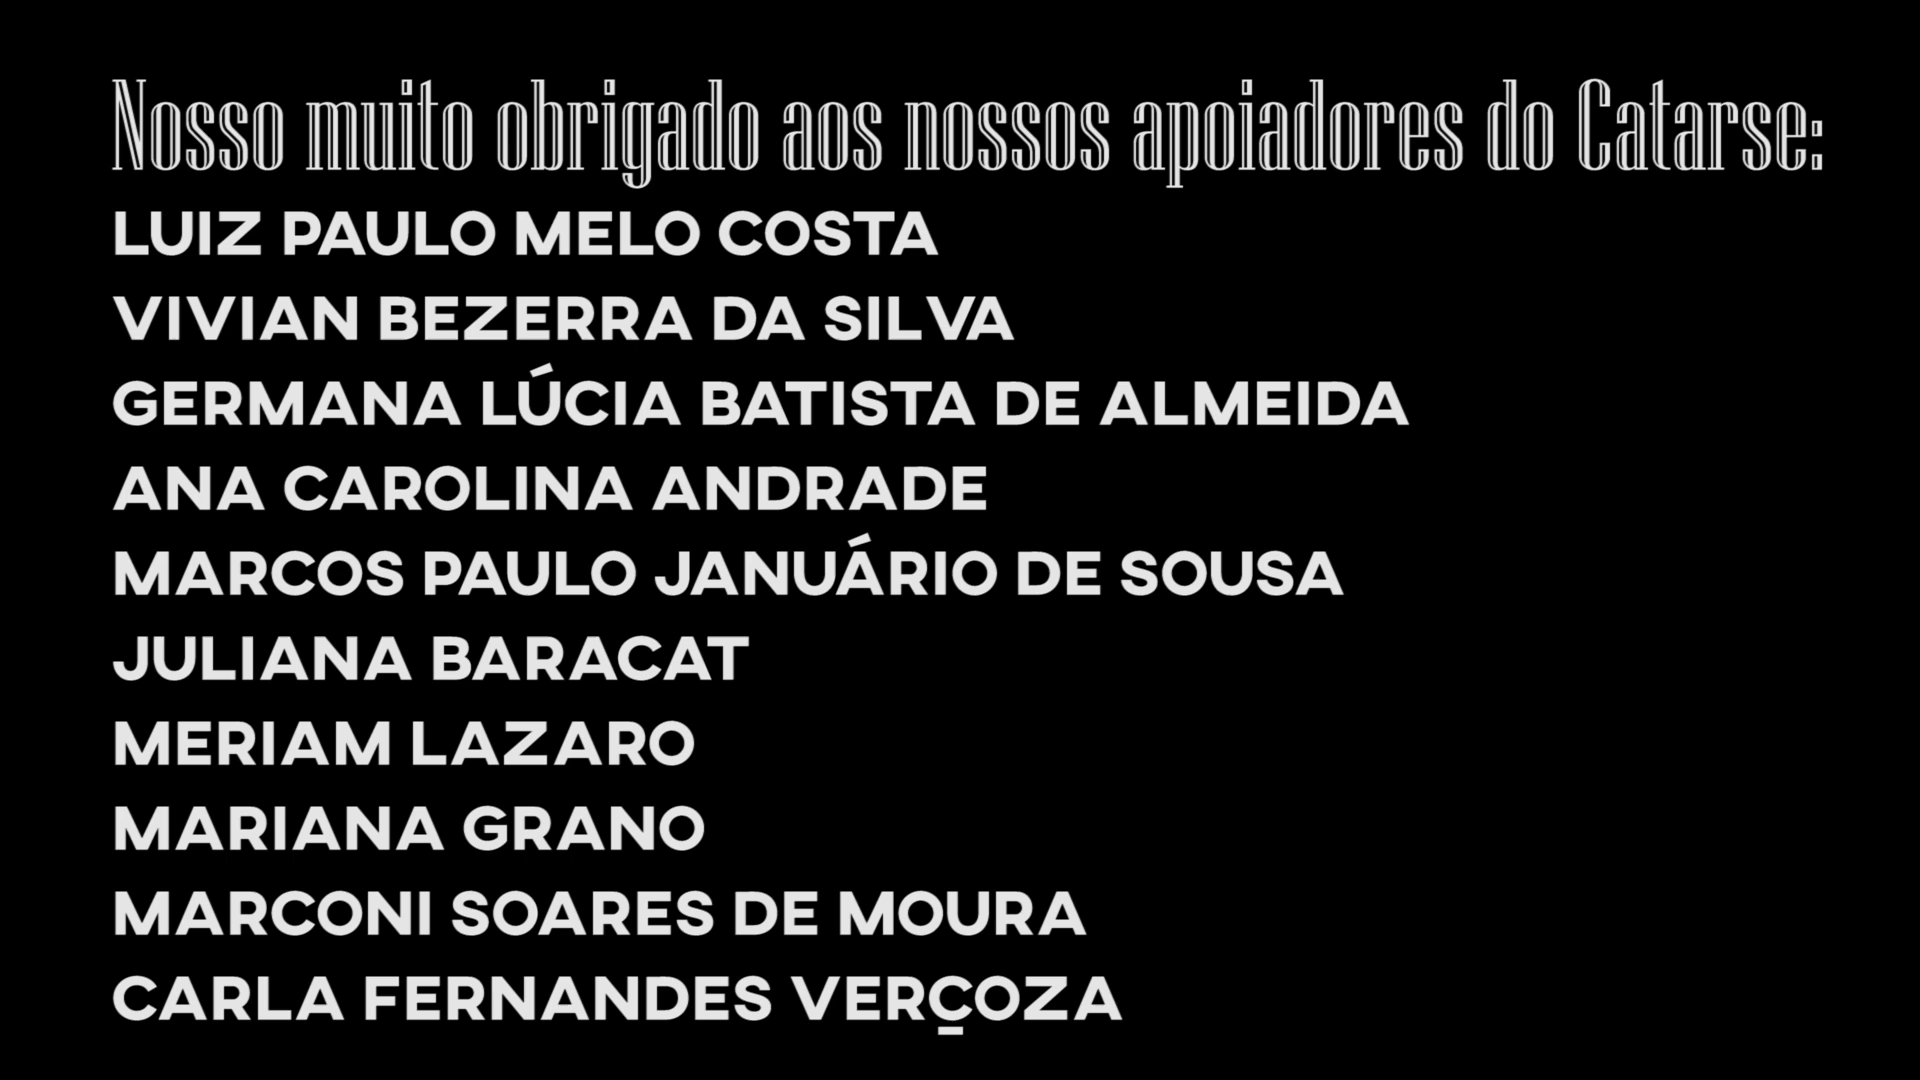 Nosso muito obrigado aos nossos apoiadores do Catarse:
LUIZ PAULO MELO COSTA
VIVIAN BEZERRA DA SILVA
GERMANA LÚCIA BATISTA DE ALMEIDA
ANA CAROLINA ANDRADE
MARCOS PAULO JANUÁRIO DE SOUSA
JULIANA BARACAT
MERIAM LAZARO
MARIANA GRANO
MARCONI SOARES DE MOURA
CARLA FERNANDES VERÇOZA